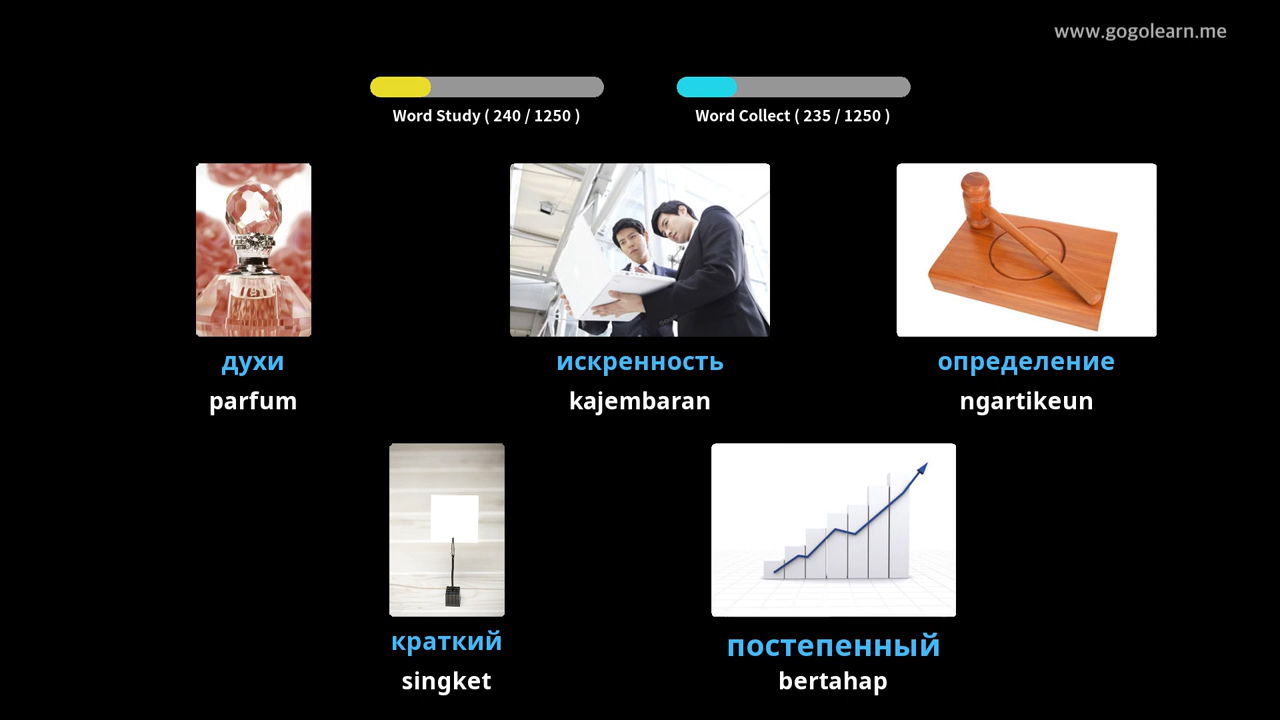 www.gogolearn.me
Word Study ( 240 / 1250 )
Word Collect ( 235 / 1250 )
духи
parfum
искренность
kajembaran
определение
ngartikeun
краткий
singket
постепенный
bertahap